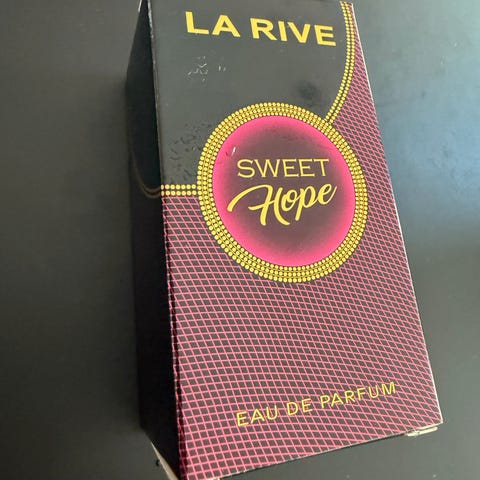 LA RIVE
SWEET
Hope
EAU DE PARFUM